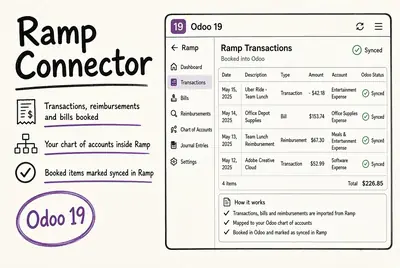 Ramp
Connector
Transactions, reimbursements
and bills booked
Your chart of accounts inside Ramp
Booked items marked synced in Ramp
Odoo 19
19 Odoo 19
Ramp
Dashboard
Transactions
Bills
Reimbursements
Chart of Accounts
Journal Entries
Settings
Ramp Transactions
Booked into Odoo
Synced
Date Description Type Amount Account Odoo Status
May 15, 2025 Uber Ride - Team Lunch Transaction - $42.18 Entertainment Expense Synced
May 14, 2025 Office Depot Supplies Bill $153.74 Office Supplies Expense Synced
May 13, 2025 Team Lunch Reimbursement Reimbursement $67.20 Meals & Entertainment Expense Synced
May 12, 2025 Adobe Creative Cloud Transaction $52.99 Software Expense Synced
4 items Total $226.85
How it works
Transactions, bills and reimbursements are imported from Ramp
Mapped to your Odoo chart of accounts
Booked in Odoo and marked as synced in Ramp